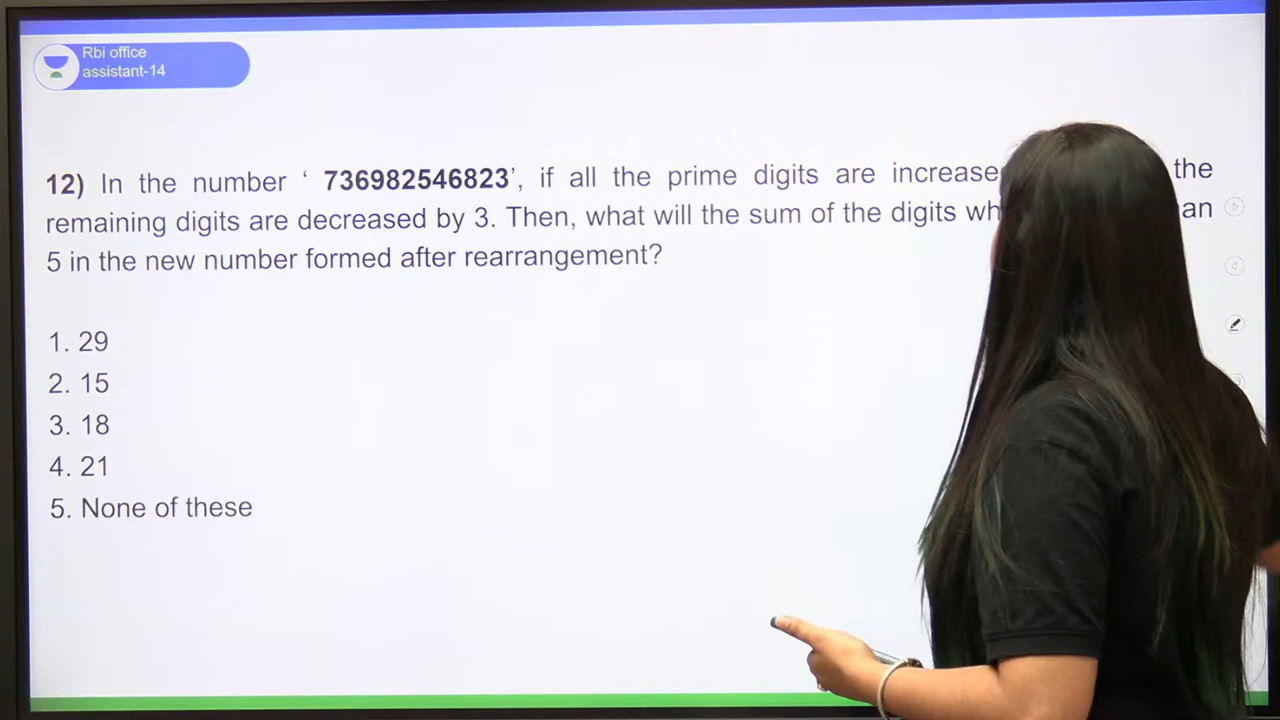 Rbi office
assistant-14
12) In the number ‘ 736982546823’, if all the prime digits are increase the
remaining digits are decreased by 3. Then, what will the sum of the digits wh an
5 in the new number formed after rearrangement?
1. 29
2. 15
3. 18
4. 21
5. None of these